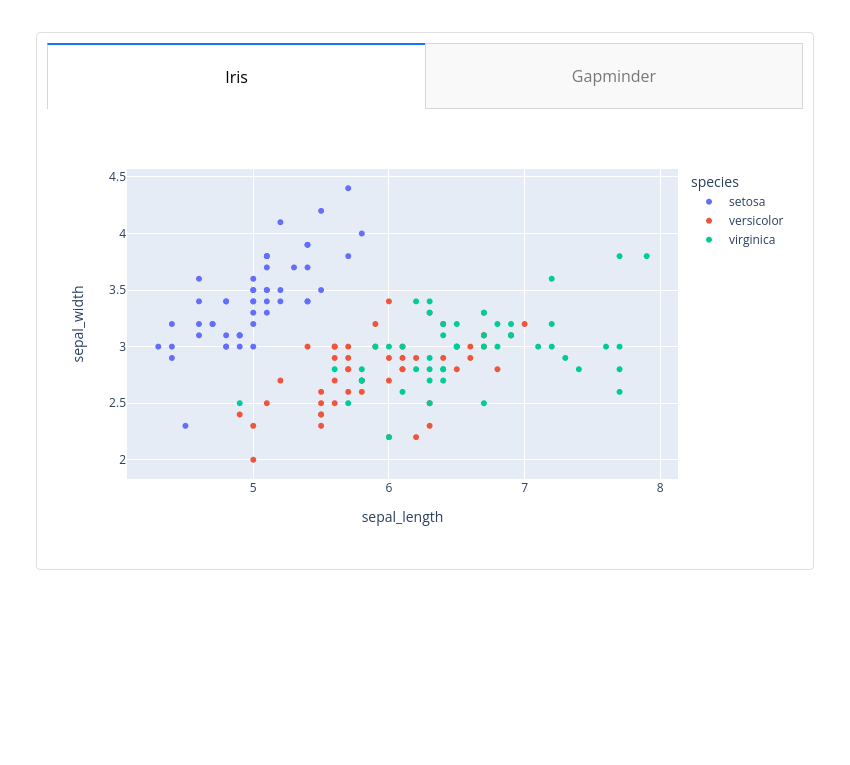 Iris
Gapminder
species
setosa
versicolor
virginica
sepal_width
4.5
4
3.5
3
2.5
2
5 6 7 8
sepal_length